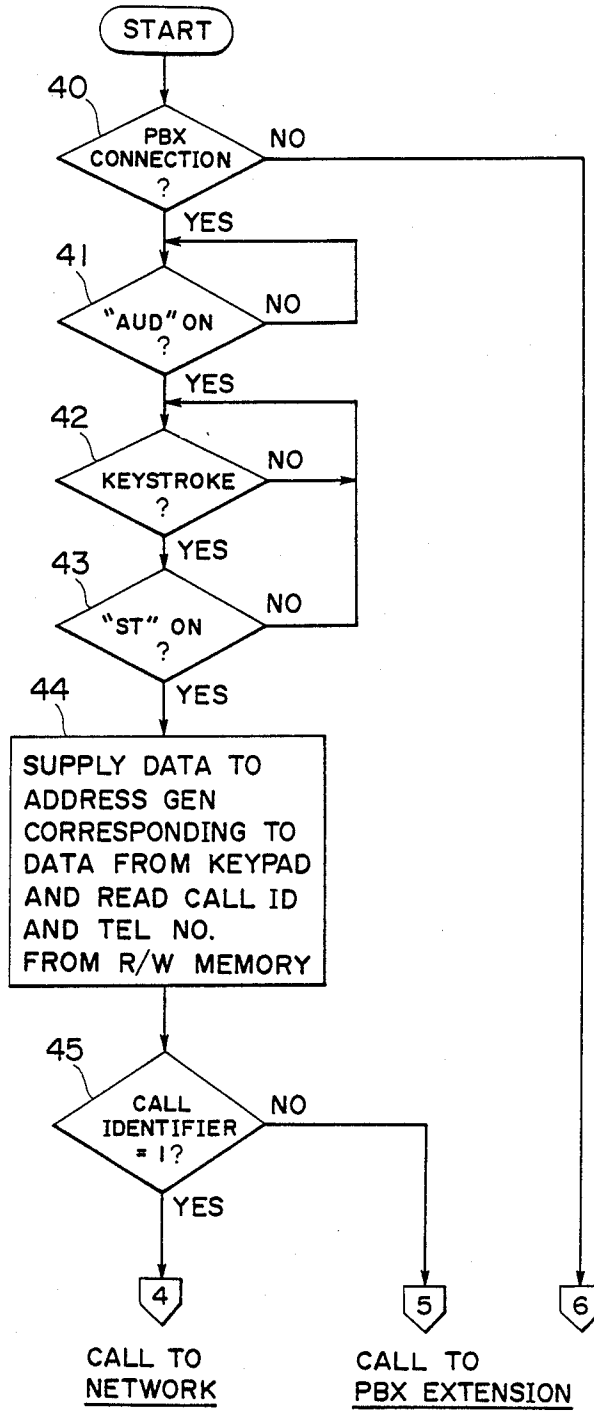 START
40
PBX
CONNECTION
?
NO
YES
41
"AUD" ON
?
NO
YES
42
KEYSTROKE
?
NO
YES
43
"ST" ON
?
NO
YES
44
SUPPLY DATA TO
ADDRESS GEN
CORRESPONDING TO
DATA FROM KEYPAD
AND READ CALL ID
AND TEL NO.
FROM R/W MEMORY
45
CALL
IDENTIFIER
= 1?
NO
YES
4
5
6
CALL TO
NETWORK
CALL TO
PBX EXTENSION